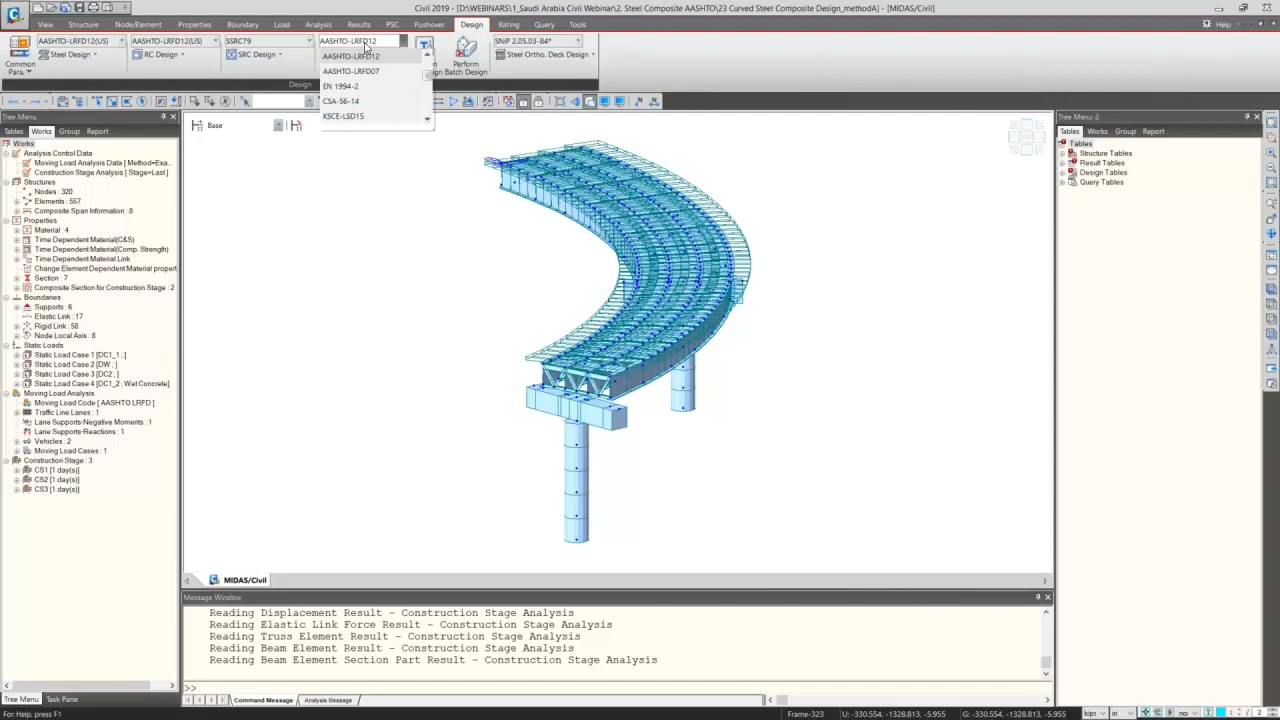 Civil 2019 - [D:\WEBINARS\1_Saudi Arabia Civil Webinar\2. Steel Composite AASHTO\23 Curved Steel Composite Design_methodA] - [MIDAS/Civil]
View Structure Node/Element Properties Boundary Load Analysis Results PSC Pushover Design Rating Query Tools Help
AASHTO-LRFD12(US) AASHTO-LRFD12(US) SSRC79 AASHTO-LRFD12 SNiP 2.05.03-84*
Steel Design RC Design SRC Design Steel Ortho. Deck Design
Common Para.
Perform Batch Design
Design
AASHTO-LRFD12
AASHTO-LRFD07
EN 1994-2
CSA-S6-14
KSCE-LSD15
Base
Tree Menu
Tables Works Group Report
Works
Analysis Control Data
Moving Load Analysis Data [ Method=Exa...
Construction Stage Analysis [ Stage=Last ]
Structures
Nodes : 320
Elements : 557
Composite Span Information : 8
Properties
Material : 4
Time Dependent Material(C&S)
Time Dependent Material(Comp. Strength)
Time Dependent Material Link
Change Element Dependent Material propert
Section : 7
Composite Section for Construction Stage : 2
Boundaries
Supports : 6
Elastic Link : 17
Rigid Link : 58
Node Local Axis : 8
Static Loads
Static Load Case 1 [DC1_1 ; ]
Static Load Case 2 [DW ; ]
Static Load Case 3 [DC2 ; ]
Static Load Case 4 [DC1_2 ; Wet Concrete]
Moving Load Analysis
Moving Load Code [ AASHTO LRFD ]
Traffic Line Lanes : 1
Lane Supports-Negative Moments : 1
Lane Supports-Reactions : 1
Vehicles : 2
Moving Load Cases : 1
Construction Stage : 3
CS1 [1 day(s)]
CS2 [1 day(s)]
CS3 [1 day(s)]
Tree Menu Task Pane
For Help, press F1
MIDAS/Civil
Message Window
Reading Displacement Result - Construction Stage Analysis
Reading Elastic Link Force Result - Construction Stage Analysis
Reading Truss Element Result - Construction Stage Analysis
Reading Beam Element Result - Construction Stage Analysis
Reading Beam Element Section Part Result - Construction Stage Analysis
>>
Command Message Analysis Message
Tree Menu 2
Tables Works Group Report
Tables
Structure Tables
Result Tables
Design Tables
Query Tables
Frame-323 U: -330.554, -1328.813, -5.955 G: -330.554, -1328.813, -5.955 kips in non 1 / 2